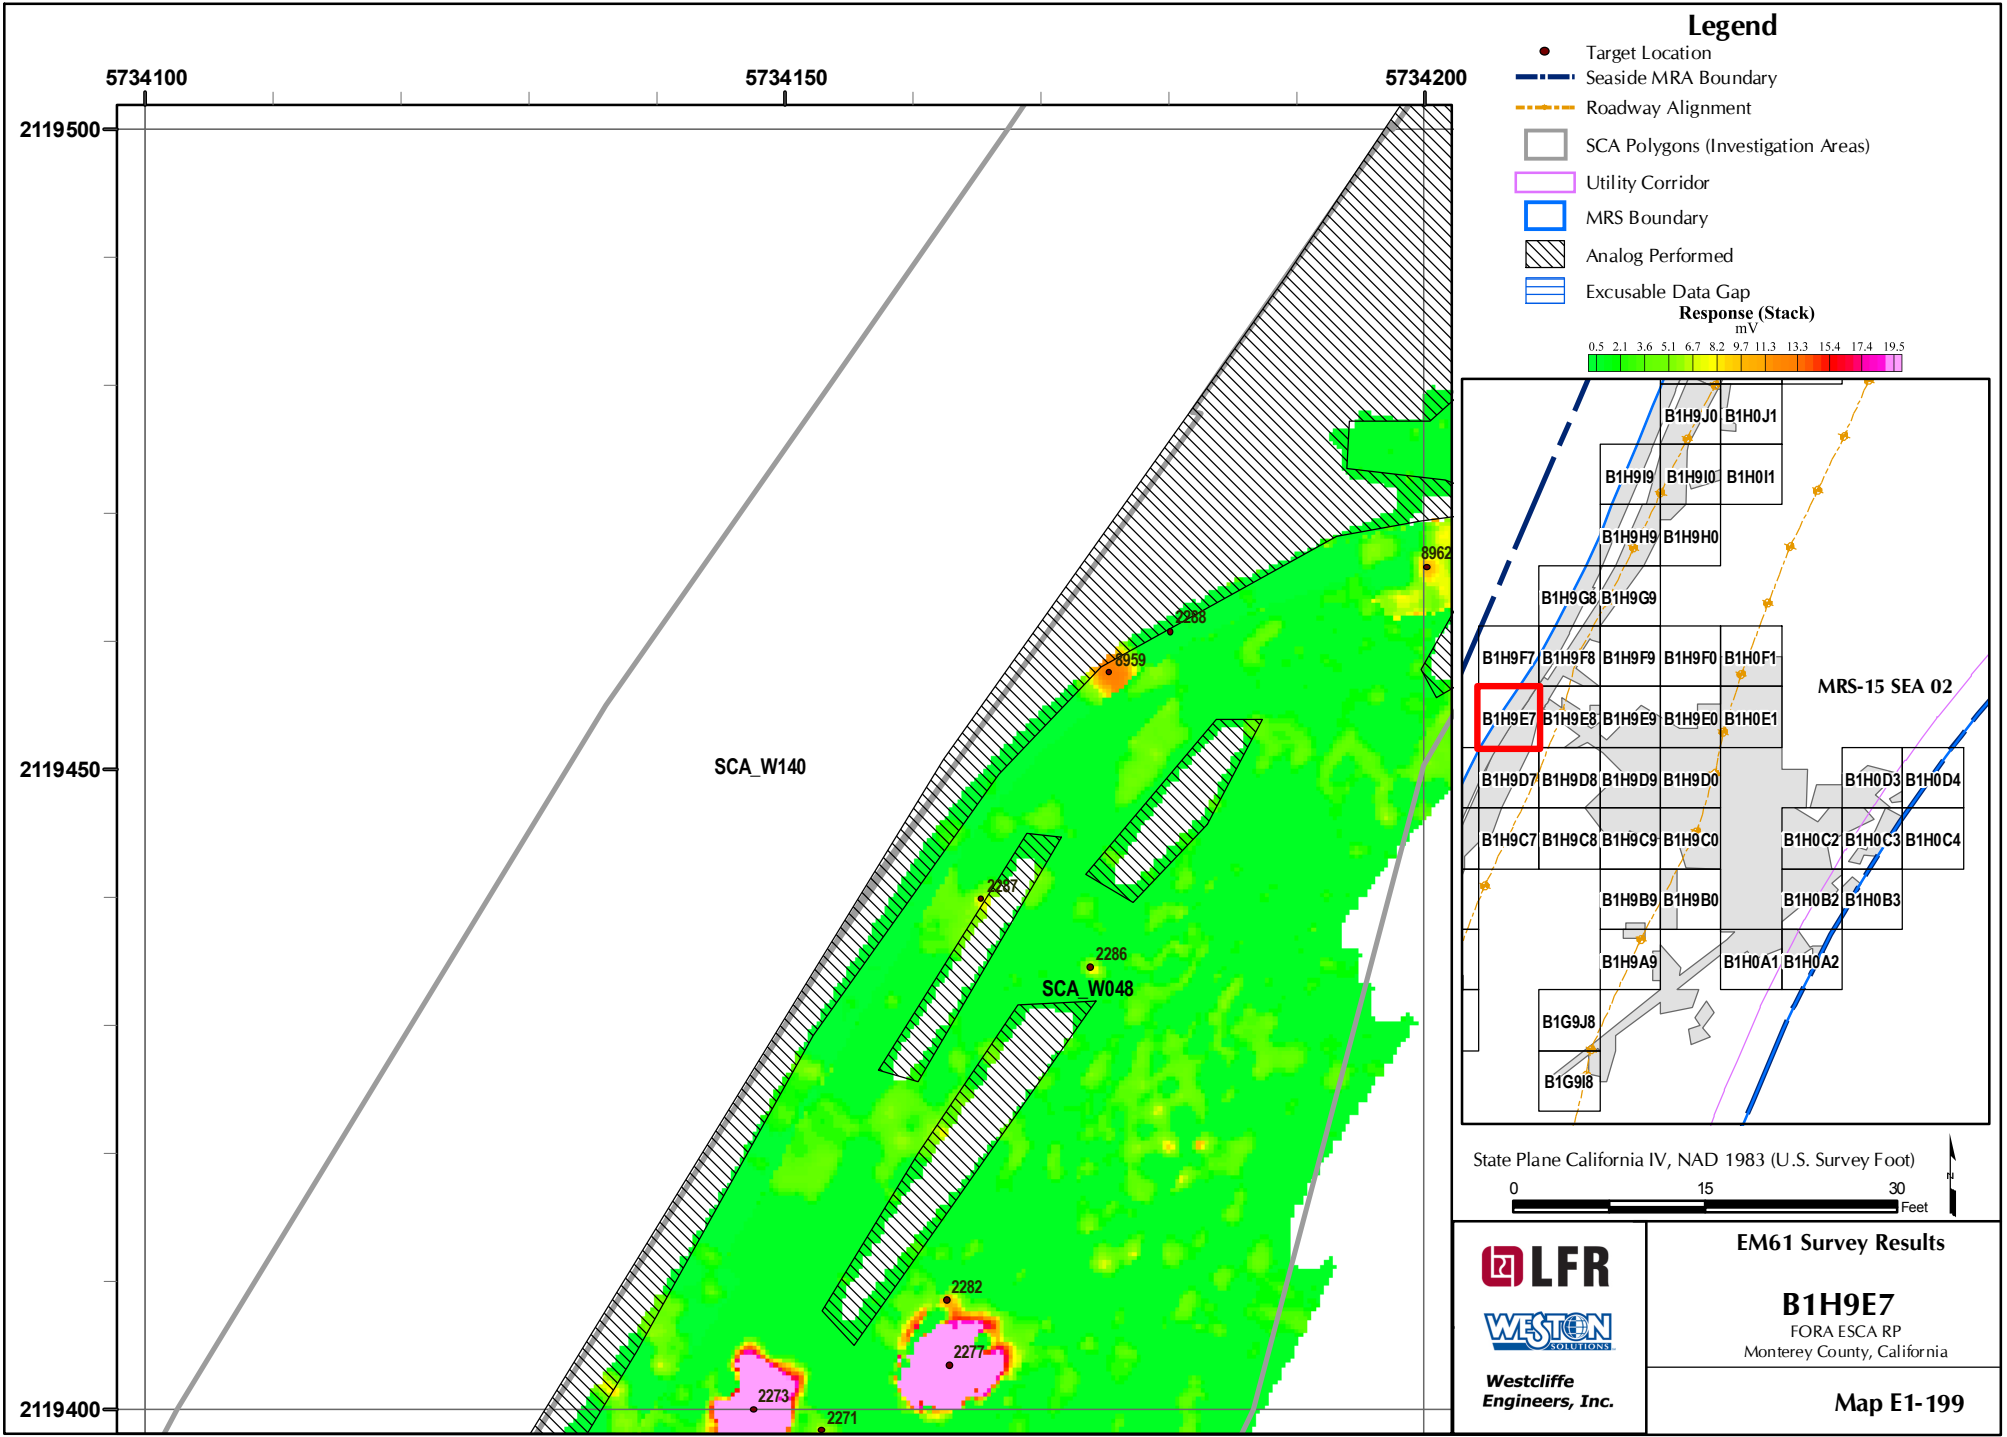 5734100
5734150
5734200
2119500
2119450
2119400
SCA_W140
SCA_W048
8962
2288
8959
2287
2286
2282
2277
2273
2271
Legend
Target Location
Seaside MRA Boundary
Roadway Alignment
SCA Polygons (Investigation Areas)
Utility Corridor
MRS Boundary
Analog Performed
Excusable Data Gap
Response (Stack)
mV
0.5 2.1 3.6 5.1 6.7 8.2 9.7 11.3 13.3 15.4 17.4 19.5
B1H9J0 B1H0J1
B1H9I9 B1H9I0 B1H0I1
B1H9H9 B1H9H0
B1H9G8 B1H9G9
B1H9F7 B1H9F8 B1H9F9 B1H9F0 B1H0F1
MRS-15 SEA 02
B1H9E7 B1H9E8 B1H9E9 B1H9E0 B1H0E1
B1H9D7 B1H9D8 B1H9D9 B1H9D0 B1H0D3 B1H0D4
B1H9C7 B1H9C8 B1H9C9 B1H9C0 B1H0C2 B1H0C3 B1H0C4
B1H9B9 B1H9B0 B1H0B2 B1H0B3
B1H9A9 B1H0A1 B1H0A2
B1G9J8
B1G9I8
State Plane California IV, NAD 1983 (U.S. Survey Foot)
0 15 30
Feet
N
LFR
WESTON
SOLUTIONS
Westcliffe
Engineers, Inc.
EM61 Survey Results
B1H9E7
FORA ESCA RP
Monterey County, California
Map E1-199